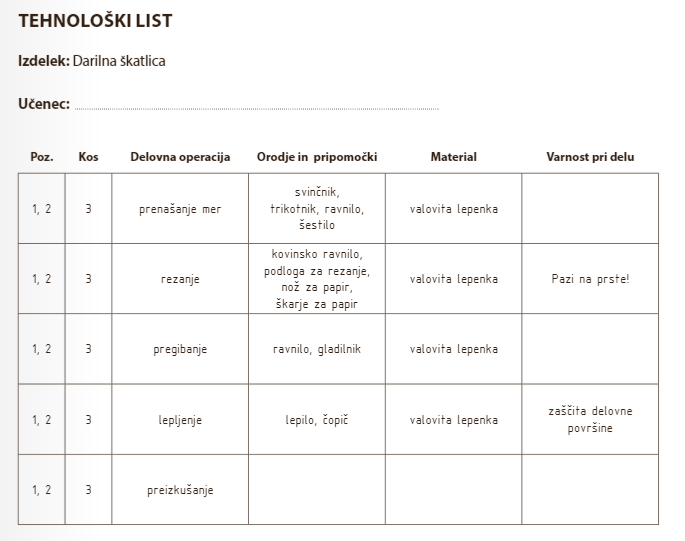 TEHNOLOŠKI LIST
Izdelek: Darilna škatlica
Učenec:
Poz. Kos Delovna operacija Orodje in pripomočki Material Varnost pri delu
1, 2 3 prenašanje mer svinčnik, trikotnik, ravnilo, šestilo valovita lepenka
1, 2 3 rezanje kovinsko ravnilo, podloga za rezanje, nož za papir, škarje za papir valovita lepenka Pazi na prste!
1, 2 3 pregibanje ravnilo, gladilnik valovita lepenka
1, 2 3 lepljenje lepilo, čopič valovita lepenka zaščita delovne površine
1, 2 3 preizkušanje